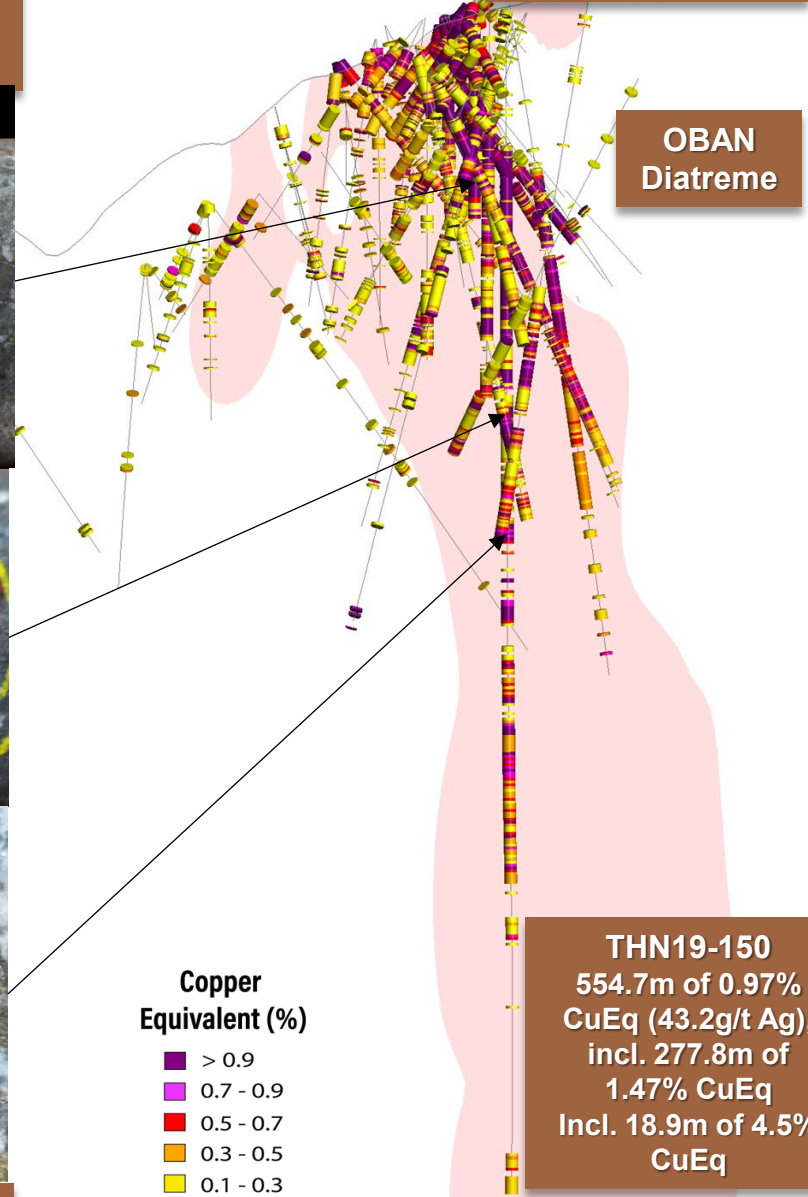 OBAN
Diatreme
Copper
Equivalent (%)
> 0.9
0.7 - 0.9
0.5 - 0.7
0.3 - 0.5
0.1 - 0.3
THN19-150
554.7m of 0.97%
CuEq (43.2g/t Ag),
incl. 277.8m of
1.47% CuEq
Incl. 18.9m of 4.5%
CuEq